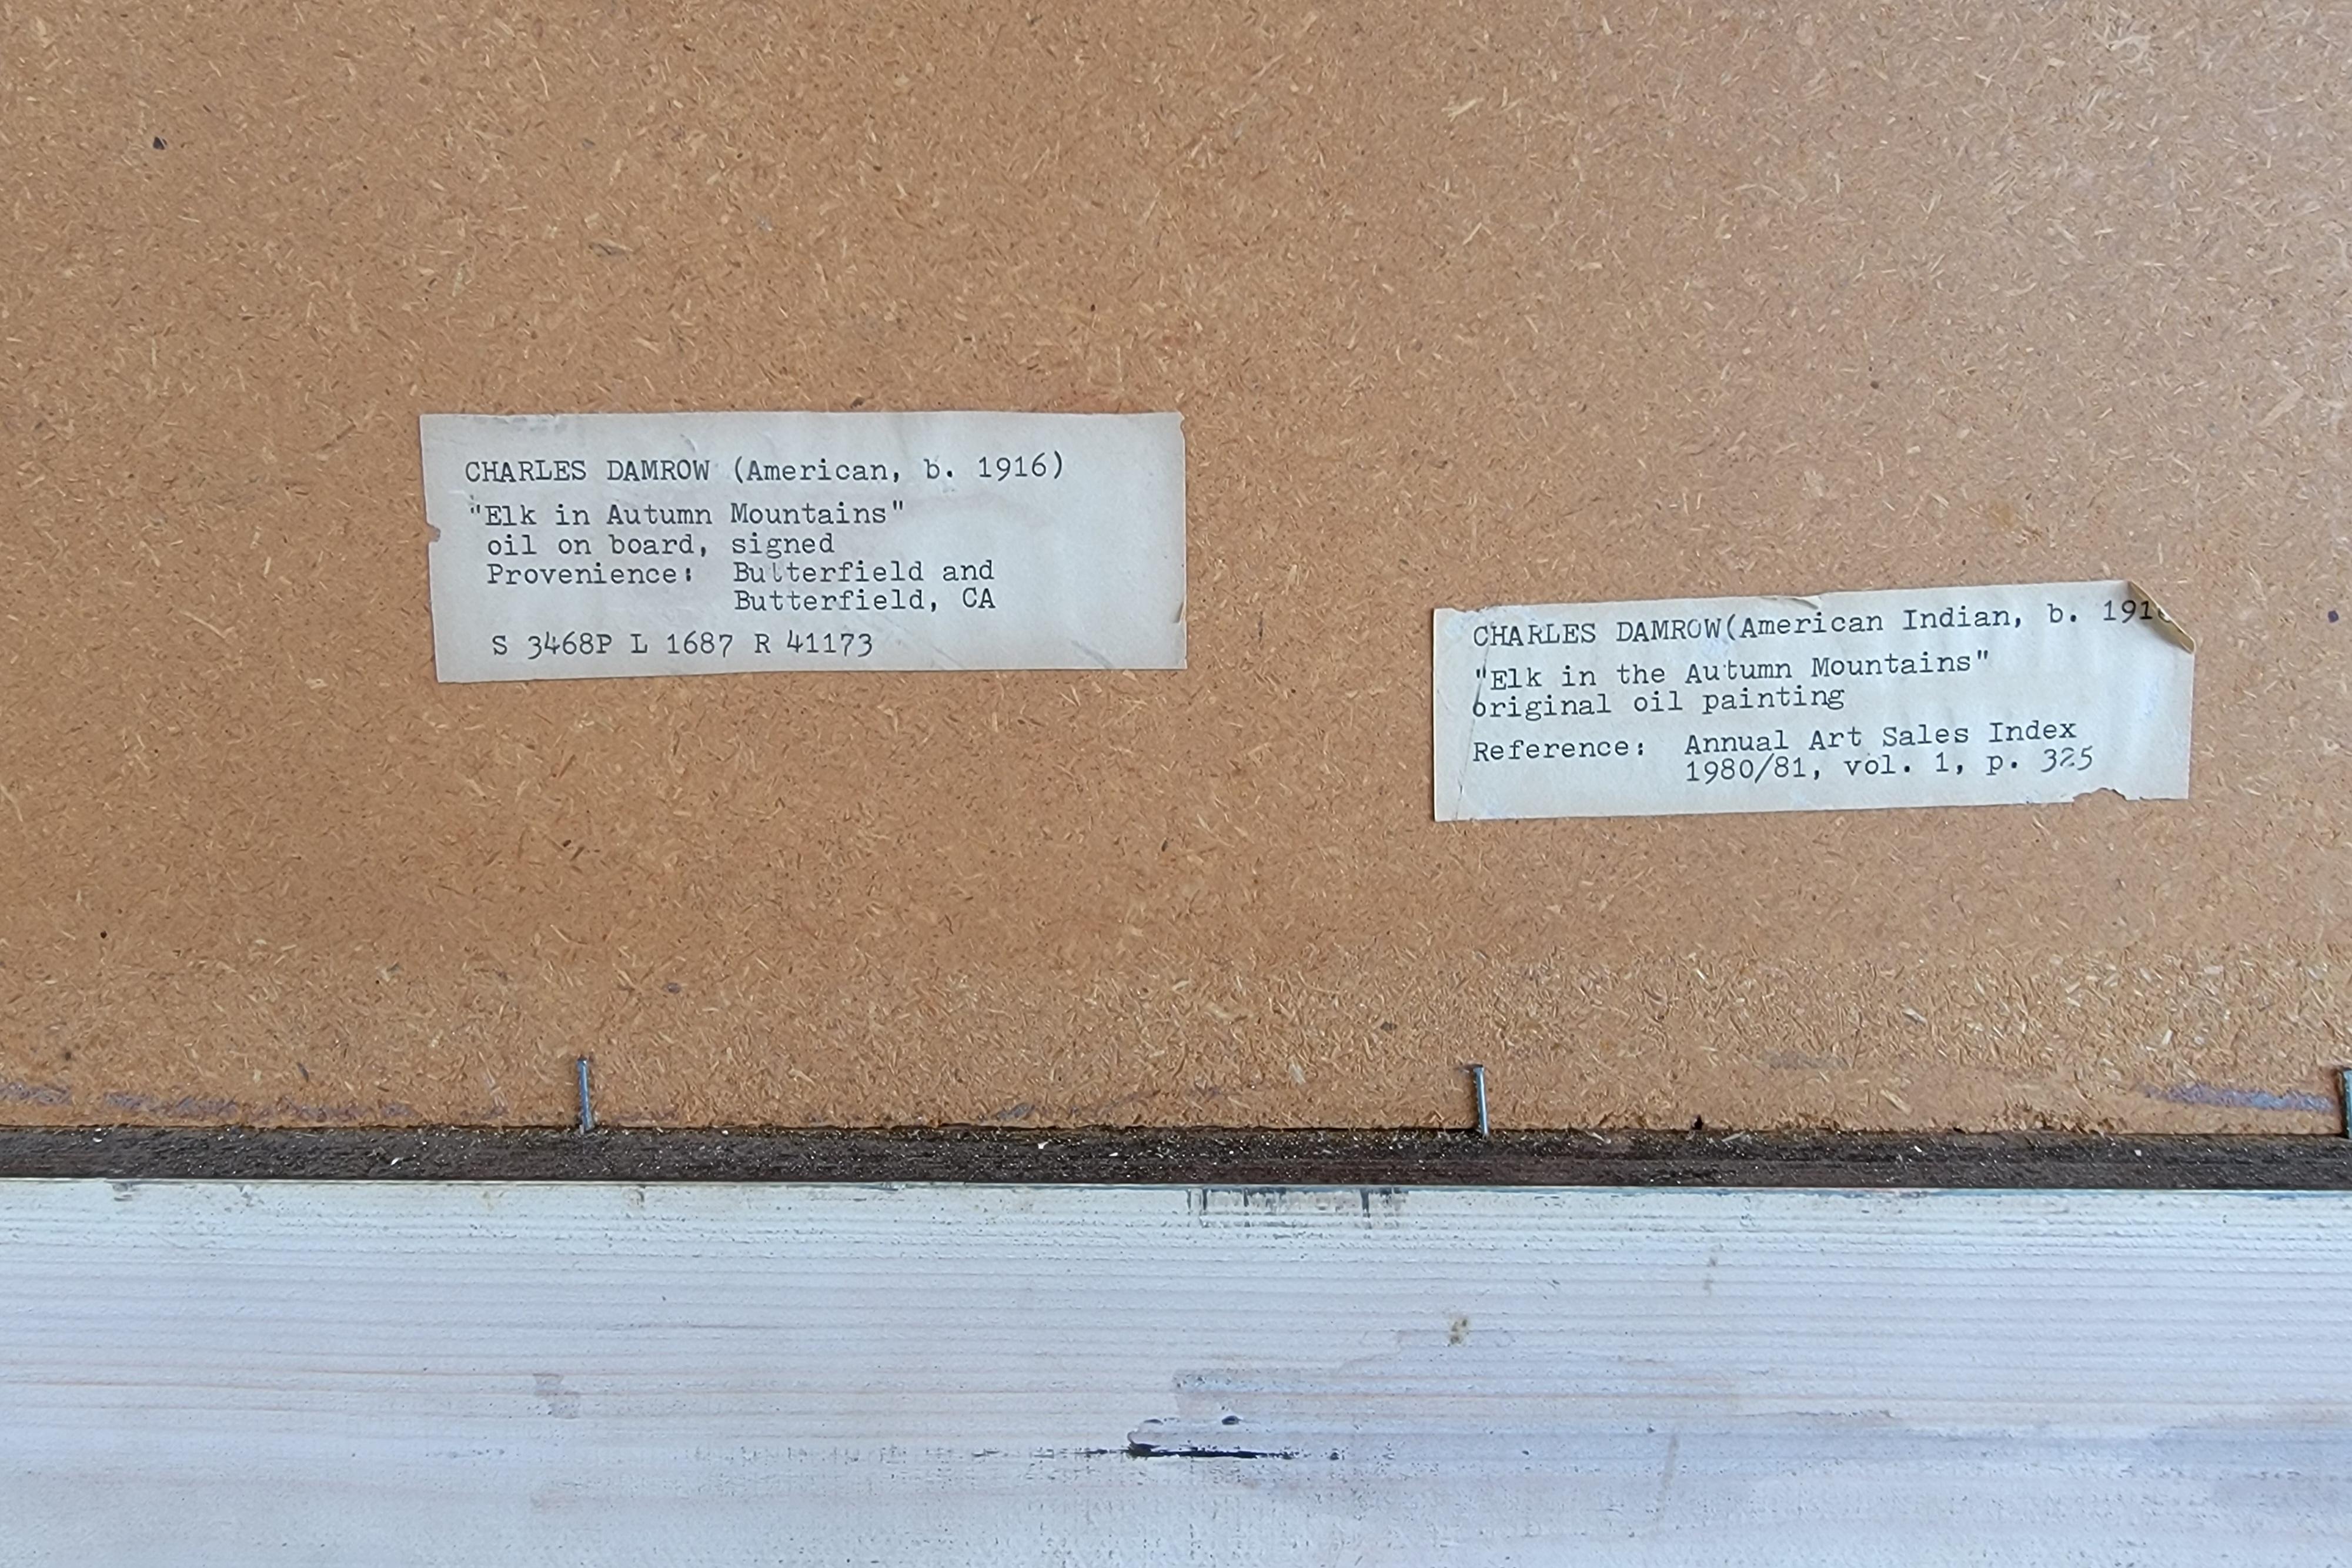 CHARLES DAMROW (American, b. 1916)
"Elk in Autumn Mountains"
oil on board, signed
Provenience: Butterfield and
Butterfield, CA
S 3468P L 1687 R 41173
CHARLES DAMROW(American Indian, b. 191
"Elk in the Autumn Mountains"
original oil painting
Reference: Annual Art Sales Index
1980/81, vol. 1, p. 325